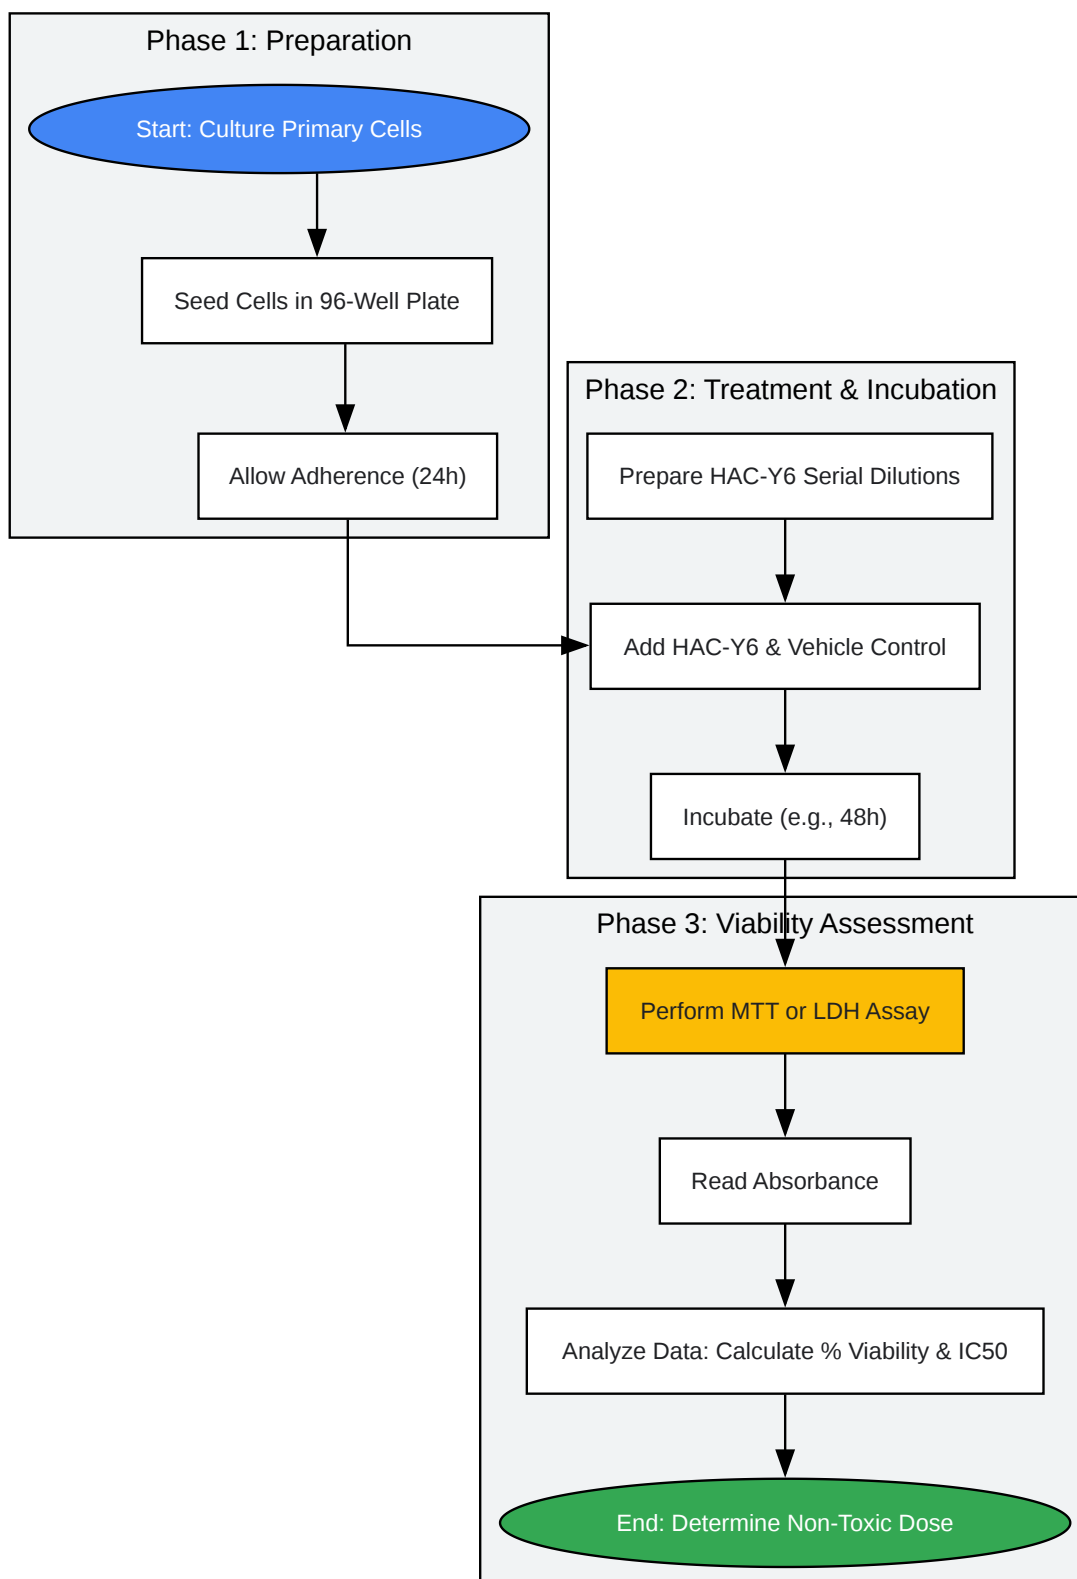 Phase 1: Preparation
Start: Culture Primary Cells
Seed Cells in 96-Well Plate
Allow Adherence (24h)
Phase 2: Treatment & Incubation
Prepare HAC-Y6 Serial Dilutions
Add HAC-Y6 & Vehicle Control
Incubate (e.g., 48h)
Phase 3: Viability Assessment
Perform MTT or LDH Assay
Read Absorbance
Analyze Data: Calculate % Viability & IC50
End: Determine Non-Toxic Dose